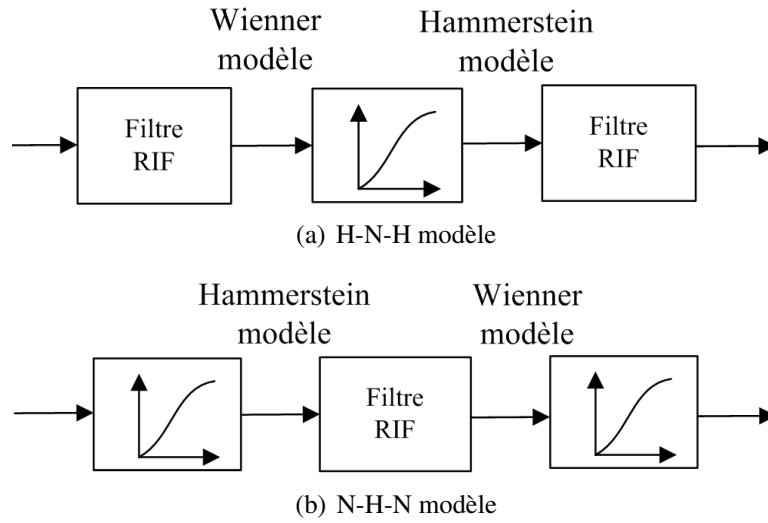 Wienner
modèle
Hammerstein
modèle
Filtre
RIF
Filtre
RIF
(a) H-N-H modèle
Hammerstein
modèle
Wienner
modèle
Filtre
RIF
(b) N-H-N modèle